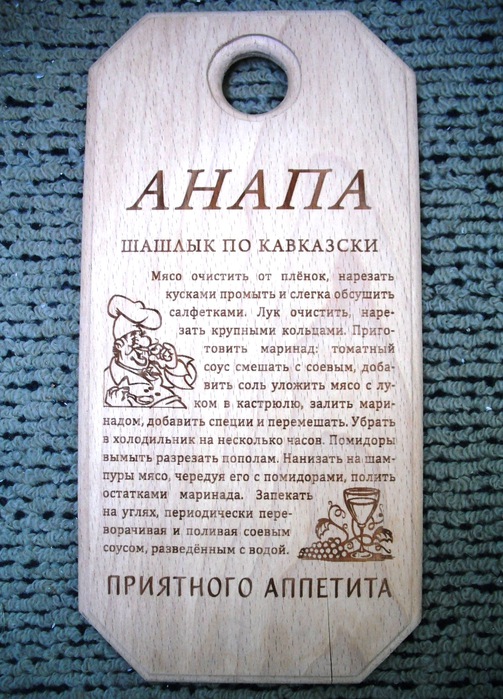 АНАПА
ШАШЛЫК ПО КАВКАЗСКИ
Мясо очистить от плёнок, нарезать
кусками промыть и слегка обсушить
салфетками. Лук очистить, наре-
зать крупными кольцами. Приго-
товить маринад: томатный
соус смешать с соевым, доба-
вить соль уложить мясо с лу-
ком в кастрюлю, залить мари-
надом, добавить специи и перемешать. Убрать
в холодильник на несколько часов. Помидоры
вымыть разрезать пополам. Нанизать на шам-
пуры мясо, чередуя его с помидорами, полить
остатками маринада. Запекать
на углях, периодически пере-
ворачивая и поливая соевым
соусом, разведённым с водой.
ПРИЯТНОГО АППЕТИТА